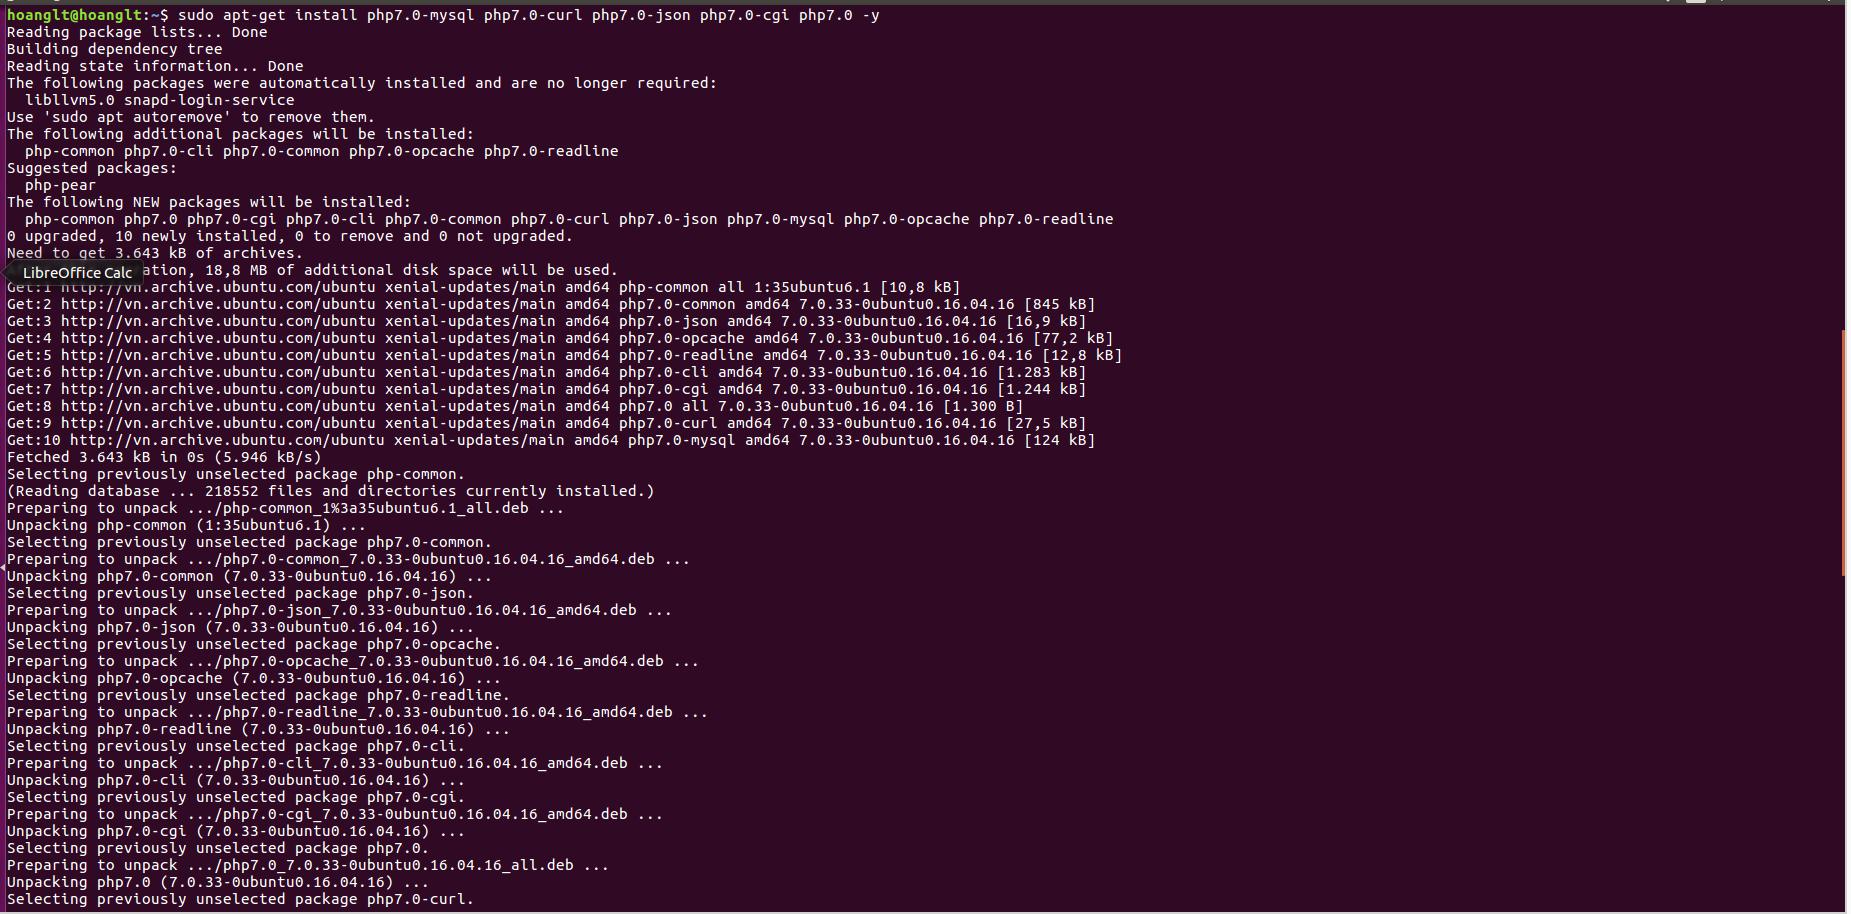 hoanglt@hoanglt:~$ sudo apt-get install php7.0-mysql php7.0-curl php7.0-json php7.0-cgi php7.0 -y
Reading package lists... Done
Building dependency tree
Reading state information... Done
The following packages were automatically installed and are no longer required:
  libllvm5.0 snapd-login-service
Use 'sudo apt autoremove' to remove them.
The following additional packages will be installed:
  php-common php7.0-cli php7.0-common php7.0-opcache php7.0-readline
Suggested packages:
  php-pear
The following NEW packages will be installed:
  php-common php7.0 php7.0-cgi php7.0-cli php7.0-common php7.0-curl php7.0-json php7.0-mysql php7.0-opcache php7.0-readline
0 upgraded, 10 newly installed, 0 to remove and 0 not upgraded.
Need to get 3.643 kB of archives.
LibreOffice Calc
ation, 18,8 MB of additional disk space will be used.
Get:1 http://vn.archive.ubuntu.com/ubuntu xenial-updates/main amd64 php-common all 1:35ubuntu6.1 [10,8 kB]
Get:2 http://vn.archive.ubuntu.com/ubuntu xenial-updates/main amd64 php7.0-common amd64 7.0.33-0ubuntu0.16.04.16 [845 kB]
Get:3 http://vn.archive.ubuntu.com/ubuntu xenial-updates/main amd64 php7.0-json amd64 7.0.33-0ubuntu0.16.04.16 [16,9 kB]
Get:4 http://vn.archive.ubuntu.com/ubuntu xenial-updates/main amd64 php7.0-opcache amd64 7.0.33-0ubuntu0.16.04.16 [77,2 kB]
Get:5 http://vn.archive.ubuntu.com/ubuntu xenial-updates/main amd64 php7.0-readline amd64 7.0.33-0ubuntu0.16.04.16 [12,8 kB]
Get:6 http://vn.archive.ubuntu.com/ubuntu xenial-updates/main amd64 php7.0-cli amd64 7.0.33-0ubuntu0.16.04.16 [1.283 kB]
Get:7 http://vn.archive.ubuntu.com/ubuntu xenial-updates/main amd64 php7.0-cgi amd64 7.0.33-0ubuntu0.16.04.16 [1.244 kB]
Get:8 http://vn.archive.ubuntu.com/ubuntu xenial-updates/main amd64 php7.0 all 7.0.33-0ubuntu0.16.04.16 [1.300 B]
Get:9 http://vn.archive.ubuntu.com/ubuntu xenial-updates/main amd64 php7.0-curl amd64 7.0.33-0ubuntu0.16.04.16 [27,5 kB]
Get:10 http://vn.archive.ubuntu.com/ubuntu xenial-updates/main amd64 php7.0-mysql amd64 7.0.33-0ubuntu0.16.04.16 [124 kB]
Fetched 3.643 kB in 0s (5.946 kB/s)
Selecting previously unselected package php-common.
(Reading database ... 218552 files and directories currently installed.)
Preparing to unpack .../php-common_1%3a35ubuntu6.1_all.deb ...
Unpacking php-common (1:35ubuntu6.1) ...
Selecting previously unselected package php7.0-common.
Preparing to unpack .../php7.0-common_7.0.33-0ubuntu0.16.04.16_amd64.deb ...
Unpacking php7.0-common (7.0.33-0ubuntu0.16.04.16) ...
Selecting previously unselected package php7.0-json.
Preparing to unpack .../php7.0-json_7.0.33-0ubuntu0.16.04.16_amd64.deb ...
Unpacking php7.0-json (7.0.33-0ubuntu0.16.04.16) ...
Selecting previously unselected package php7.0-opcache.
Preparing to unpack .../php7.0-opcache_7.0.33-0ubuntu0.16.04.16_amd64.deb ...
Unpacking php7.0-opcache (7.0.33-0ubuntu0.16.04.16) ...
Selecting previously unselected package php7.0-readline.
Preparing to unpack .../php7.0-readline_7.0.33-0ubuntu0.16.04.16_amd64.deb ...
Unpacking php7.0-readline (7.0.33-0ubuntu0.16.04.16) ...
Selecting previously unselected package php7.0-cli.
Preparing to unpack .../php7.0-cli_7.0.33-0ubuntu0.16.04.16_amd64.deb ...
Unpacking php7.0-cli (7.0.33-0ubuntu0.16.04.16) ...
Selecting previously unselected package php7.0-cgi.
Preparing to unpack .../php7.0-cgi_7.0.33-0ubuntu0.16.04.16_amd64.deb ...
Unpacking php7.0-cgi (7.0.33-0ubuntu0.16.04.16) ...
Selecting previously unselected package php7.0.
Preparing to unpack .../php7.0_7.0.33-0ubuntu0.16.04.16_all.deb ...
Unpacking php7.0 (7.0.33-0ubuntu0.16.04.16) ...
Selecting previously unselected package php7.0-curl.